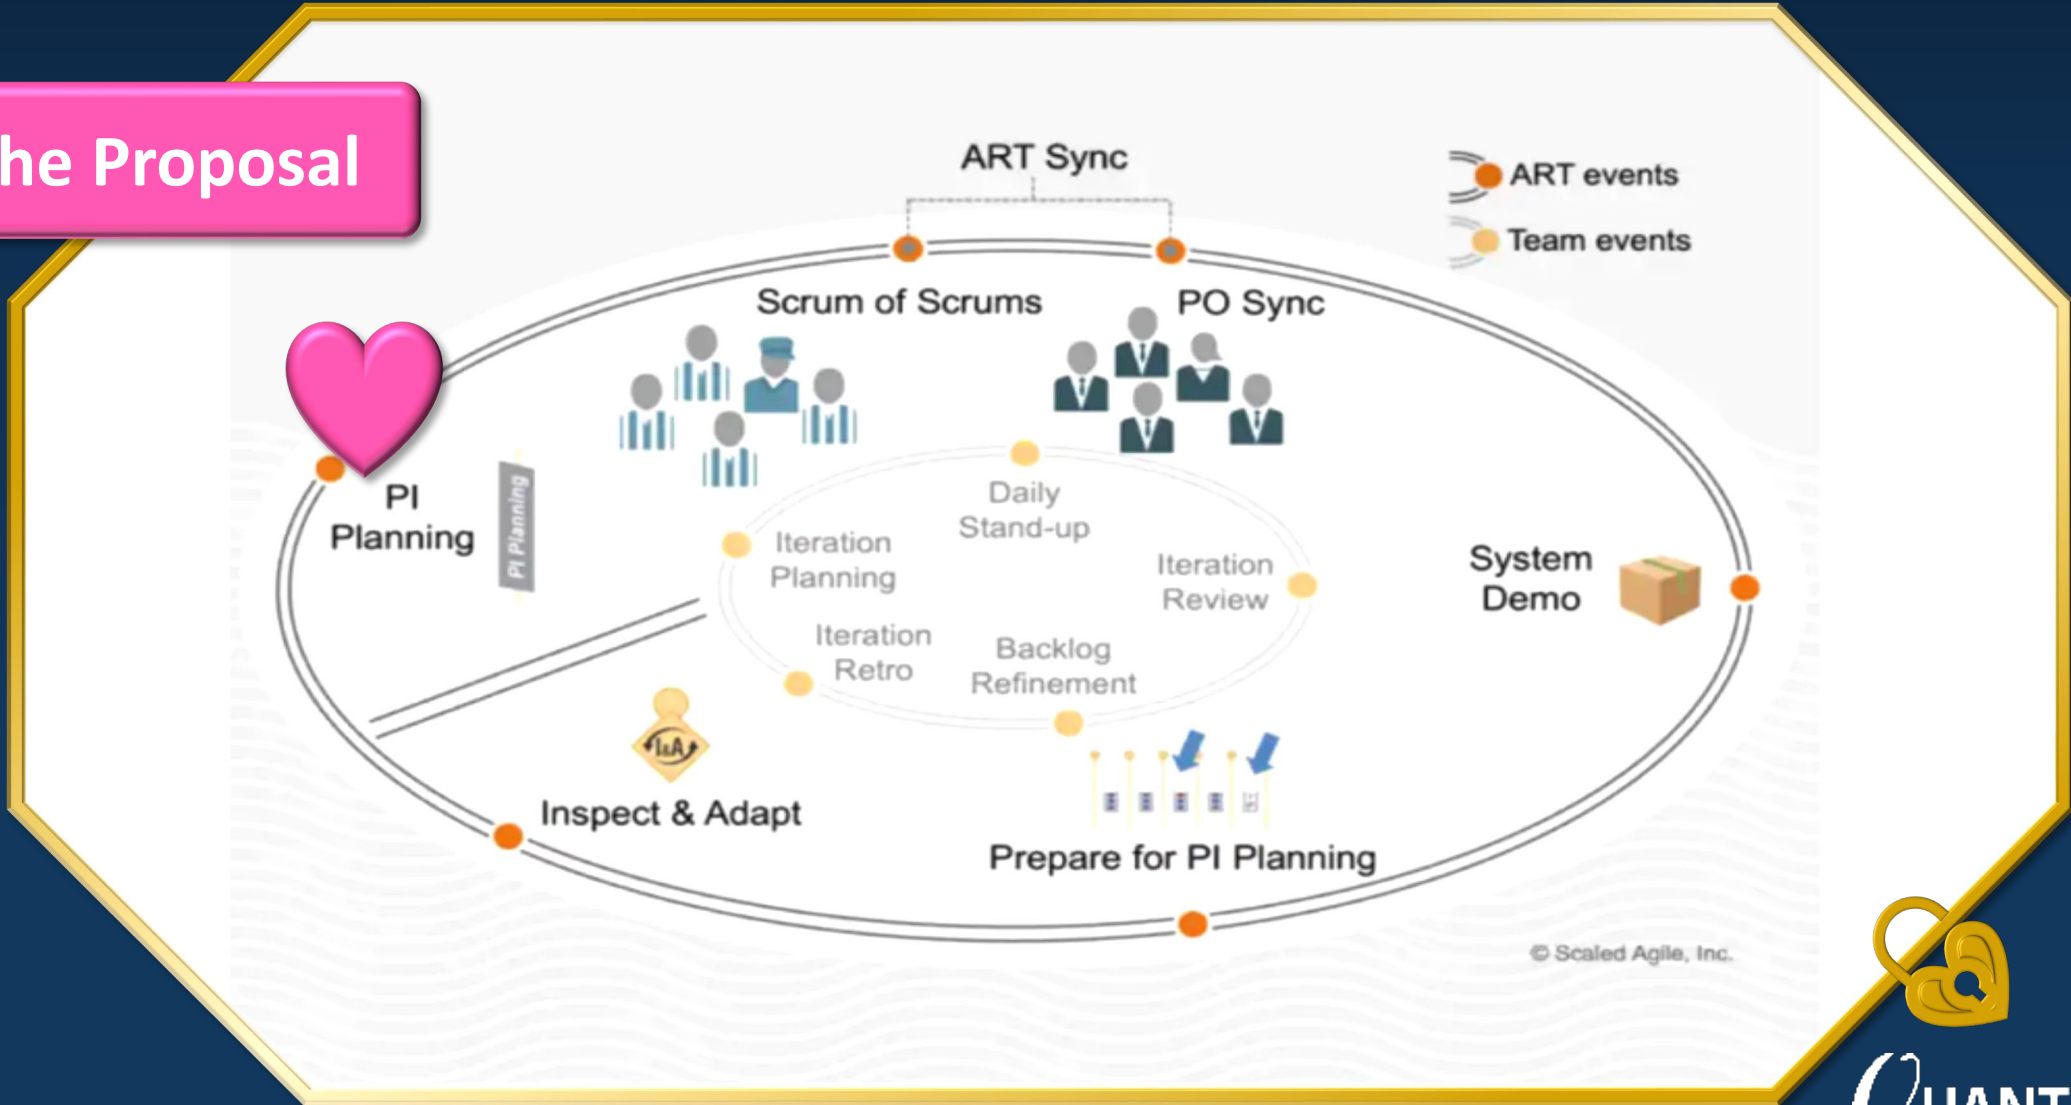 he Proposal
ART Sync
ART events
Team events
Scrum of Scrums
PO Sync
PI
Planning
PI Planning
Daily
Stand-up
Iteration
Planning
Iteration
Review
System
Demo
Iteration
Retro
Backlog
Refinement
I&A
Inspect & Adapt
Prepare for PI Planning
© Scaled Agile, Inc.
QUANT